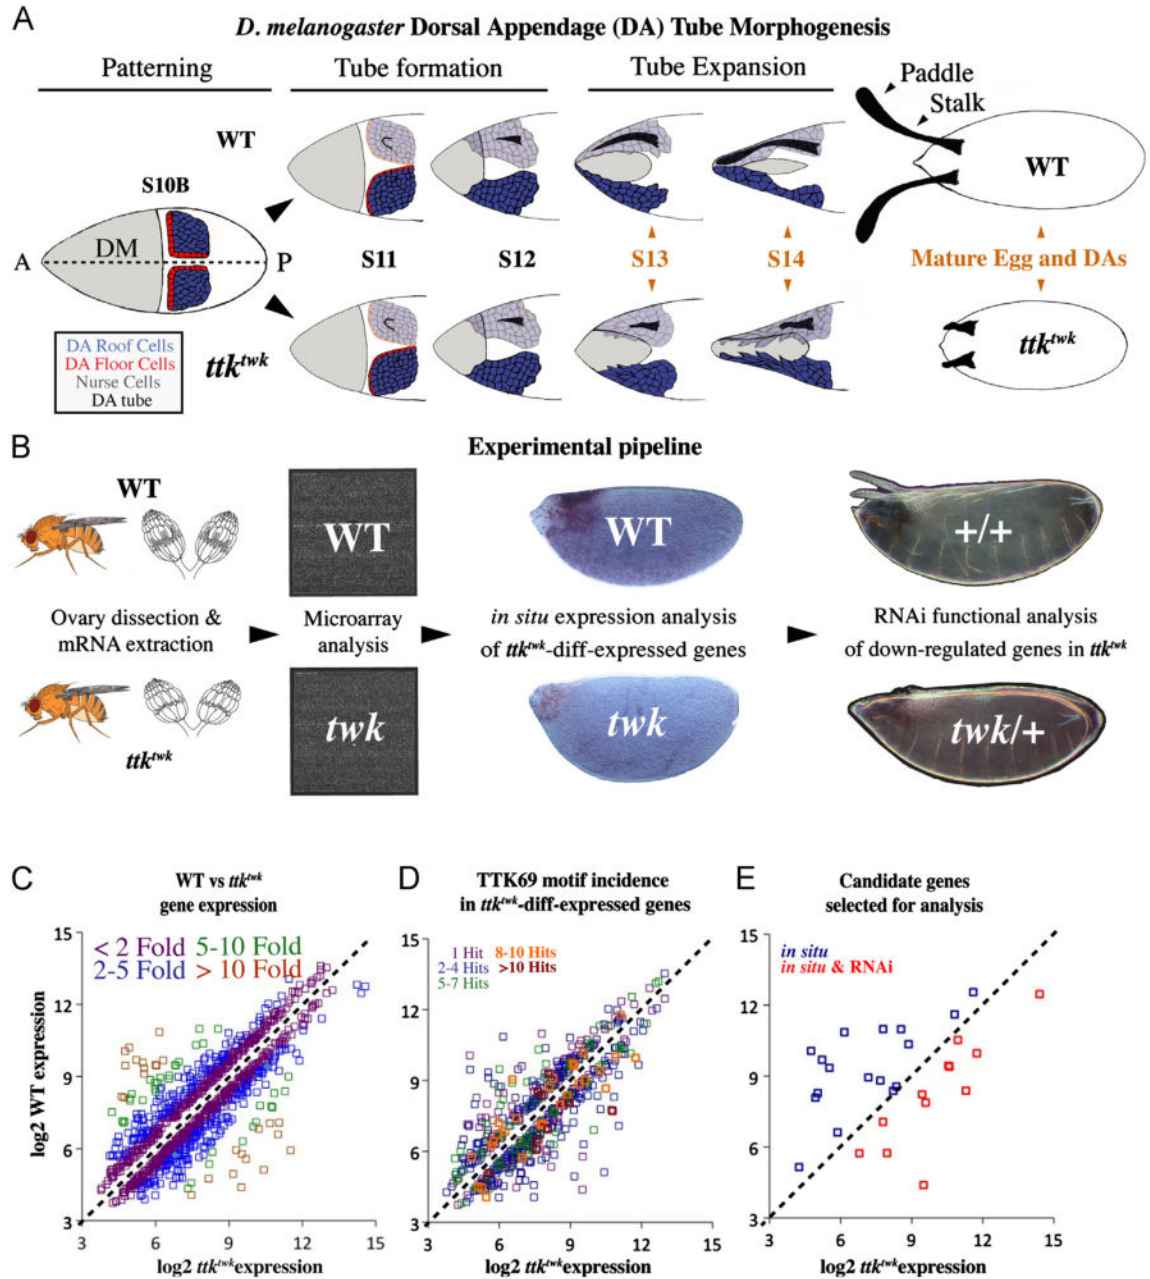 A
D. melanogaster Dorsal Appendage (DA) Tube Morphogenesis
Patterning
Tube formation
Tube Expansion
Paddle
Stalk
WT
WT
S10B
DM
A
P
S11
S12
S13
S14
Mature Egg and DAs
DA Roof Cells
DA Floor Cells
Nurse Cells
DA tube
ttktwk
ttktwk
B
Experimental pipeline
WT
WT
WT
+/+
Ovary dissection &
mRNA extraction
Microarray
analysis
in situ expression analysis
of ttktwk-diff-expressed genes
RNAi functional analysis
of down-regulated genes in ttktwk
twk
twk
twk/+
ttktwk
C
WT vs ttktwk
gene expression
< 2 Fold
5-10 Fold
2-5 Fold
> 10 Fold
log2 WT expression
15
12
9
6
3
3
6
9
12
15
log2 ttktwkexpression
D
TTK69 motif incidence
in ttktwk-diff-expressed genes
1 Hit
8-10 Hits
2-4 Hits
>10 Hits
5-7 Hits
15
12
9
6
3
3
6
9
12
15
log2 ttktwkexpression
E
Candidate genes
selected for analysis
in situ
in situ & RNAi
15
12
9
6
3
3
6
9
12
15
log2 ttktwk expression